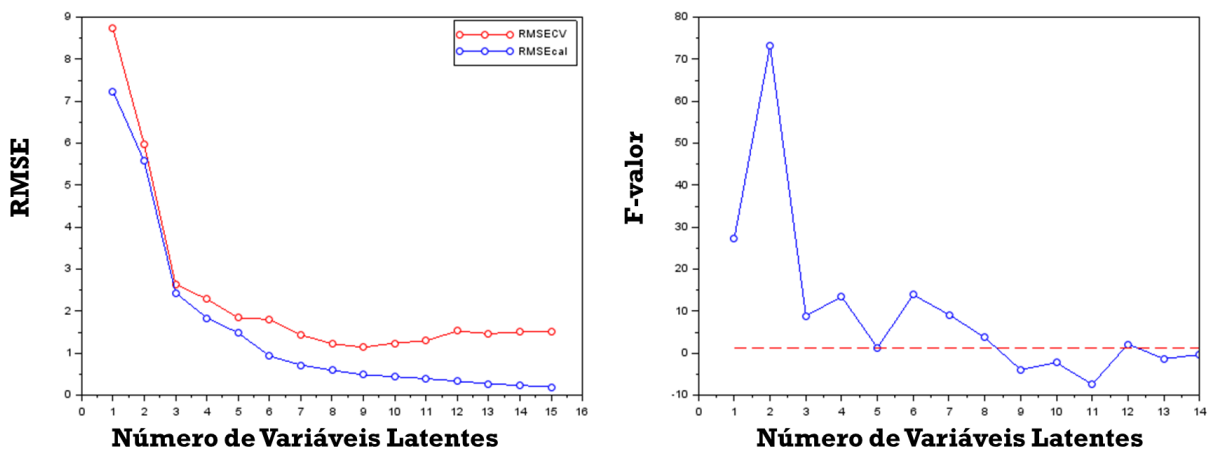 9
8
7
6
5
4
3
2
1
0
RMSE
RMSECV
RMSEcal
0 1 2 3 4 5 6 7 8 9 10 11 12 13 14 15 16
Número de Variáveis Latentes
80
70
60
50
40
30
20
10
0
-10
F-valor
0 1 2 3 4 5 6 7 8 9 10 11 12 13 14
Número de Variáveis Latentes